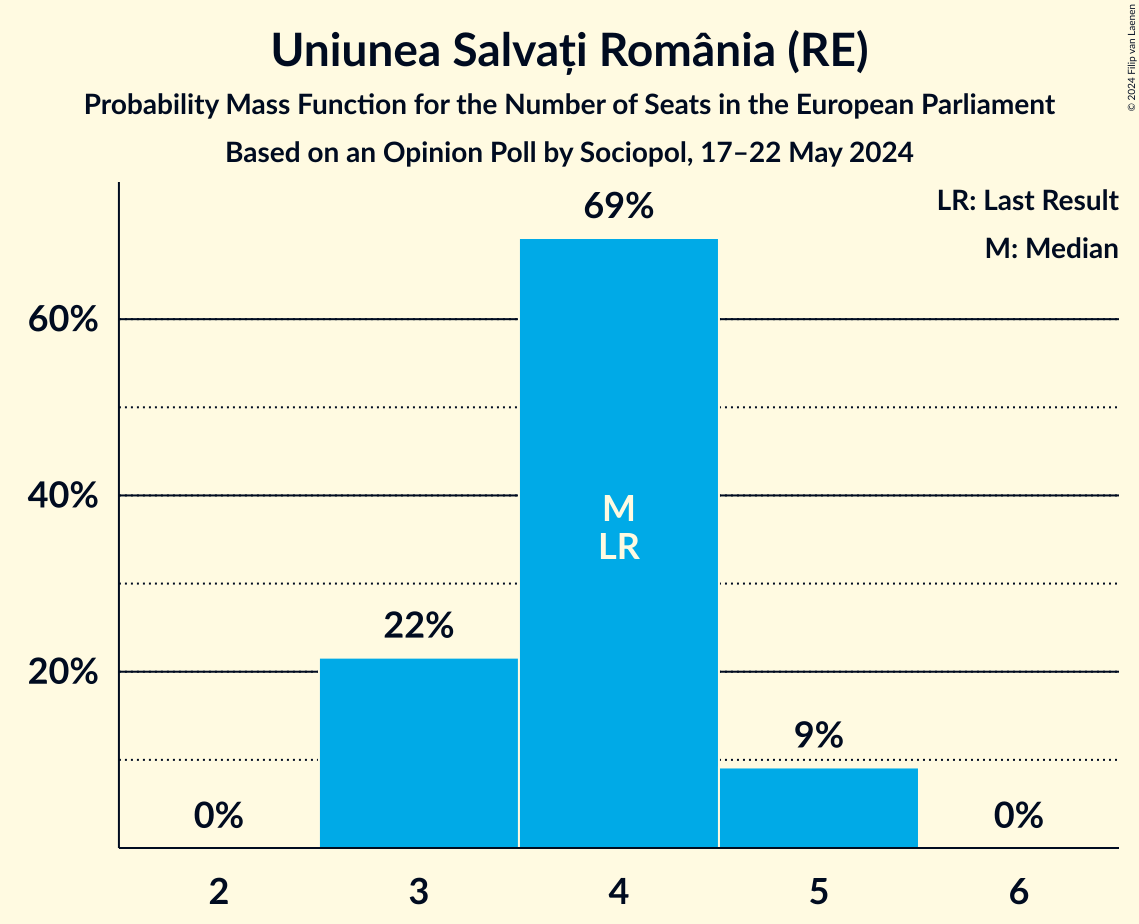 Uniunea Salvați România (RE)
Probability Mass Function for the Number of Seats in the European Parliament
Based on an Opinion Poll by Sociopol, 17–22 May 2024
© 2024 Filip van Laenen
LR: Last Result
M: Median
69%
60%
40%
M
LR
22%
20%
9%
0%
0%
2
3
4
5
6